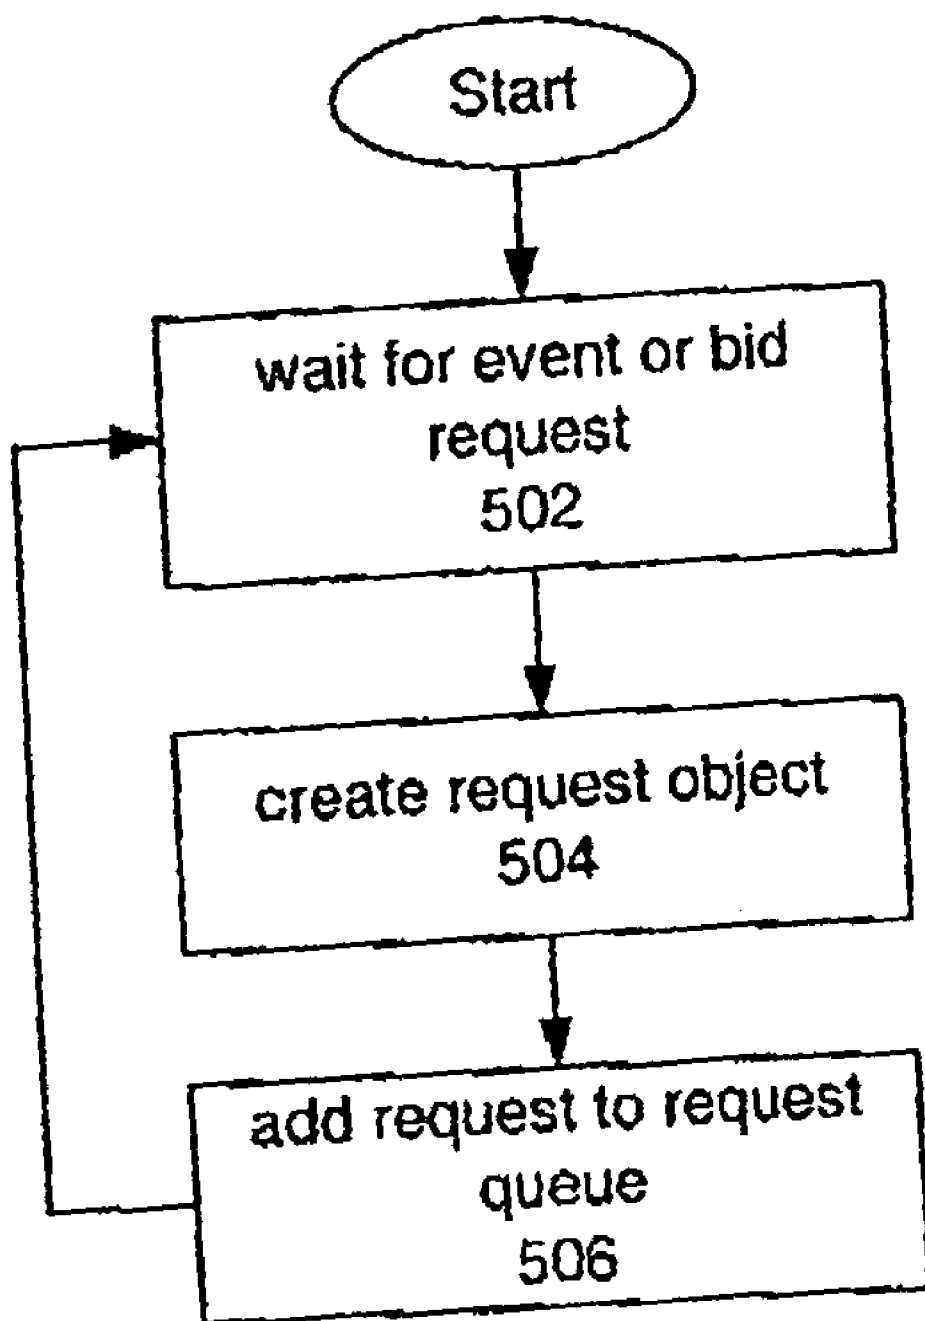 Start
wait for event or bid
request
502
create request object
504
add request to request
queue
506